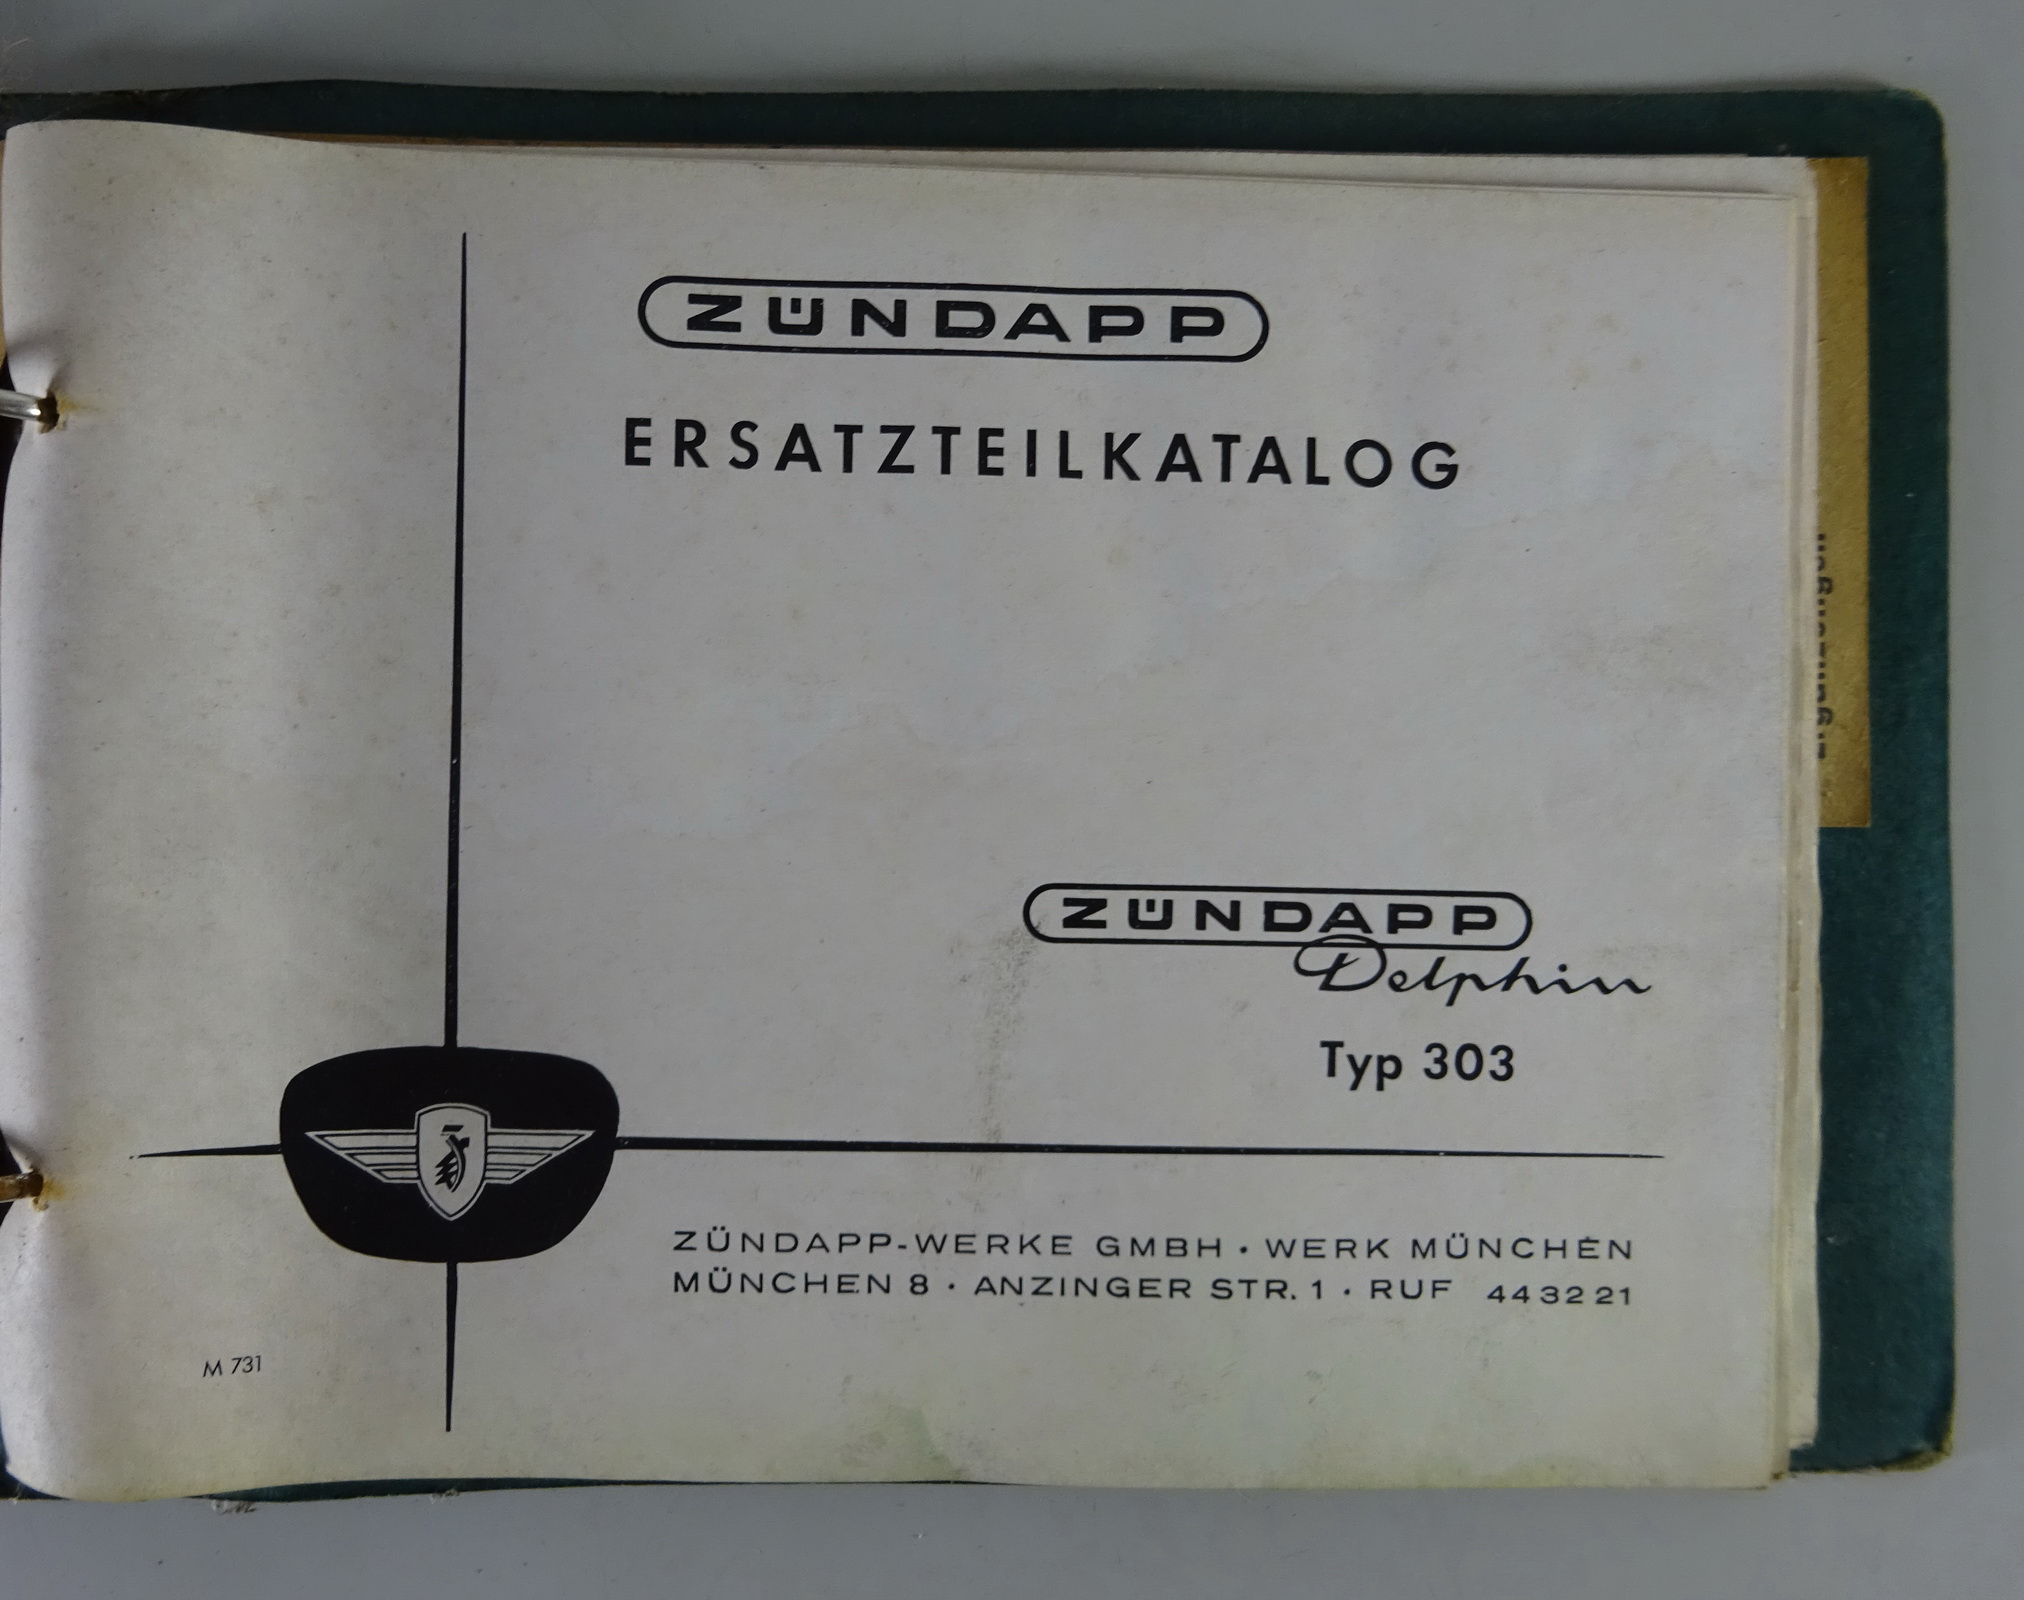 ZÜNDAPP
ERSATZTEILKATALOG
Ergänzungen
ZÜNDAPP
Delphin
Typ 303
ZÜNDAPP-WERKE GMBH · WERK MÜNCHEN
MÜNCHEN 8 · ANZINGER STR. 1 · RUF 44 32 21
M 731